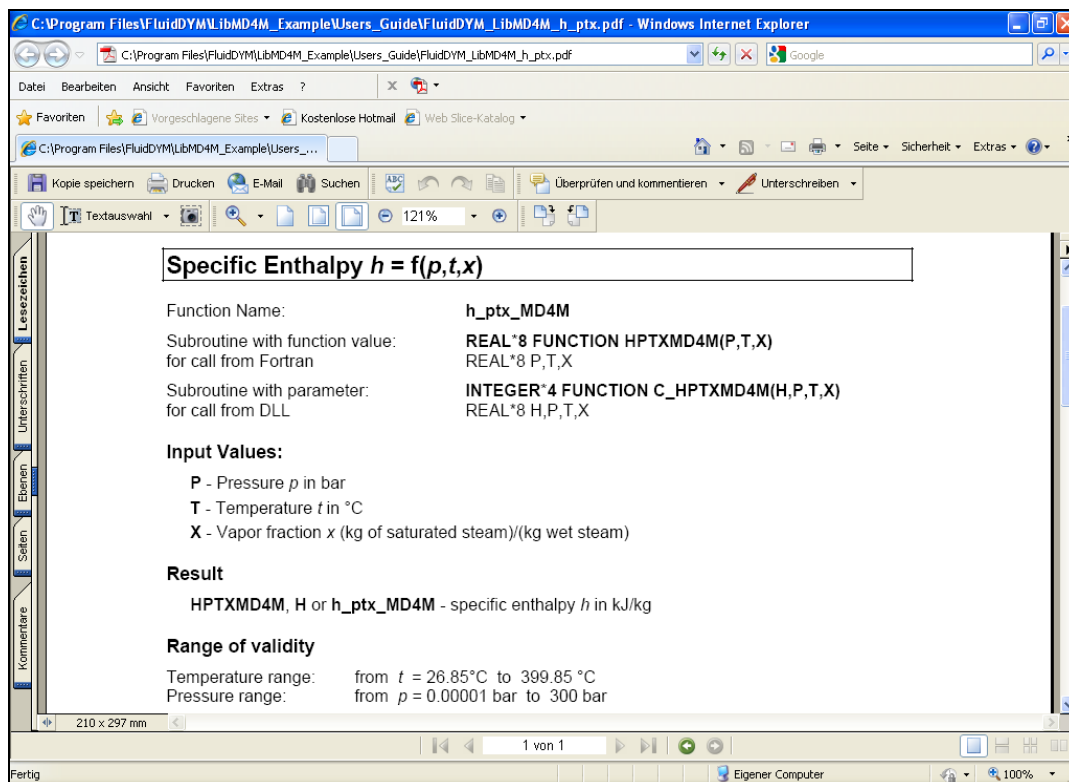 C:\Program Files\FluidDYM\LibMD4M_Example\Users_Guide\FluidDYM_LibMD4M_h_ptx.pdf - Windows Internet Explorer
C:\Program Files\FluidDYM\LibMD4M_Example\Users_Guide\FluidDYM_LibMD4M_h_ptx.pdf
Google
Datei Bearbeiten Ansicht Favoriten Extras ?
Favoriten Vorgeschlagene Sites Kostenlose Hotmail Web Slice-Katalog
C:\Program Files\FluidDYM\LibMD4M_Example\Users_...
Seite Sicherheit Extras
Kopie speichern Drucken E-Mail Suchen Überprüfen und kommentieren Unterschreiben
Textauswahl 121%
Lesezeichen
Unterschriften
Ebenen
Seiten
Kommentare
Specific Enthalpy h = f(p,t,x)
Function Name: h_ptx_MD4M
Subroutine with function value: REAL*8 FUNCTION HPTXMD4M(P,T,X)
for call from Fortran REAL*8 P,T,X
Subroutine with parameter: INTEGER*4 FUNCTION C_HPTXMD4M(H,P,T,X)
for call from DLL REAL*8 H,P,T,X
Input Values:
P - Pressure p in bar
T - Temperature t in °C
X - Vapor fraction x (kg of saturated steam)/(kg wet steam)
Result
HPTXMD4M, H or h_ptx_MD4M - specific enthalpy h in kJ/kg
Range of validity
Temperature range: from t = 26.85°C to 399.85 °C
Pressure range: from p = 0.00001 bar to 300 bar
210 x 297 mm
1 von 1
Fertig
Eigener Computer
100%